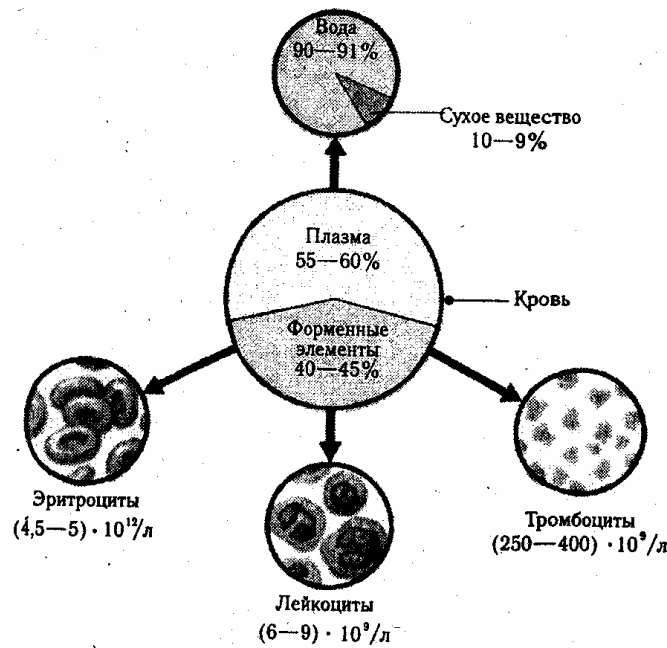 Вода
90—91%
Сухое вещество
10—9%
Плазма
55—60%
Кровь
Форменные
элементы
40—45%
Эритроциты
(4,5—5) · 10¹²/л
Тромбоциты
(250—400) · 10⁹/л
Лейкоциты
(6—9) · 10⁹/л